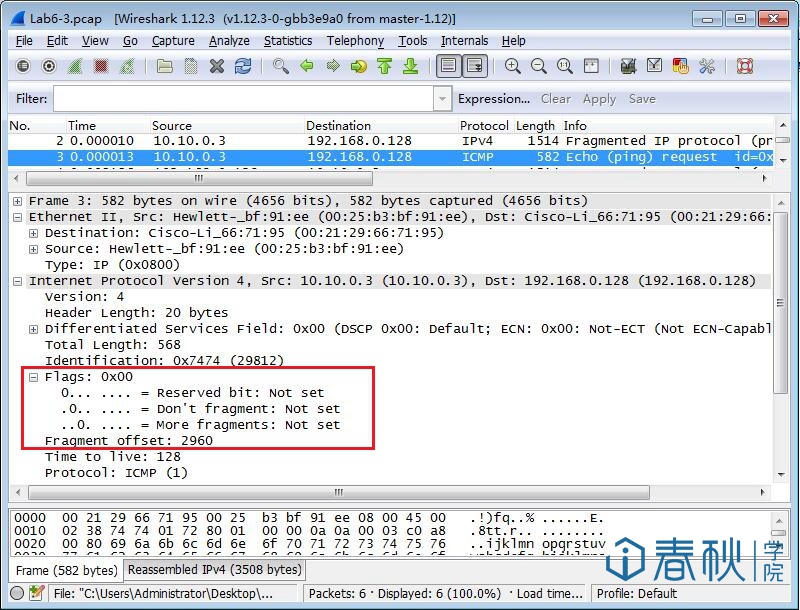 Lab6-3.pcap [Wireshark 1.12.3 (v1.12.3-0-gbb3e9a0 from master-1.12)]
File Edit View Go Capture Analyze Statistics Telephony Tools Internals Help
Filter: Expression... Clear Apply Save
No. Time Source Destination Protocol Length Info
2 0.000010 10.10.0.3 192.168.0.128 IPv4 1514 Fragmented IP protocol (pr
3 0.000013 10.10.0.3 192.168.0.128 ICMP 582 Echo (ping) request id=0x
Frame 3: 582 bytes on wire (4656 bits), 582 bytes captured (4656 bits)
Ethernet II, Src: Hewlett-_bf:91:ee (00:25:b3:bf:91:ee), Dst: Cisco-Li_66:71:95 (00:21:29:66:
Destination: Cisco-Li_66:71:95 (00:21:29:66:71:95)
Source: Hewlett-_bf:91:ee (00:25:b3:bf:91:ee)
Type: IP (0x0800)
Internet Protocol Version 4, Src: 10.10.0.3 (10.10.0.3), Dst: 192.168.0.128 (192.168.0.128)
Version: 4
Header Length: 20 bytes
Differentiated Services Field: 0x00 (DSCP 0x00: Default; ECN: 0x00: Not-ECT (Not ECN-Capabl
Total Length: 568
Identification: 0x7474 (29812)
Flags: 0x00
0... .... = Reserved bit: Not set
.0.. .... = Don't fragment: Not set
..0. .... = More fragments: Not set
Fragment offset: 2960
Time to live: 128
Protocol: ICMP (1)
0000 00 21 29 66 71 95 00 25 b3 bf 91 ee 08 00 45 00 .!)fq..% ......E.
0010 02 38 74 74 01 72 80 01 00 00 0a 0a 00 03 c0 a8 .8tt.r.. ........
0020 00 80 69 6a 6b 6c 6d 6e 6f 70 71 72 73 74 75 76 ..ijklmn opqrstuv
春秋学院
Frame (582 bytes) Reassembled IPv4 (3508 bytes)
File: "C:\Users\Administrator\Desktop\... Packets: 6 · Displayed: 6 (100.0%) · Load time... Profile: Default